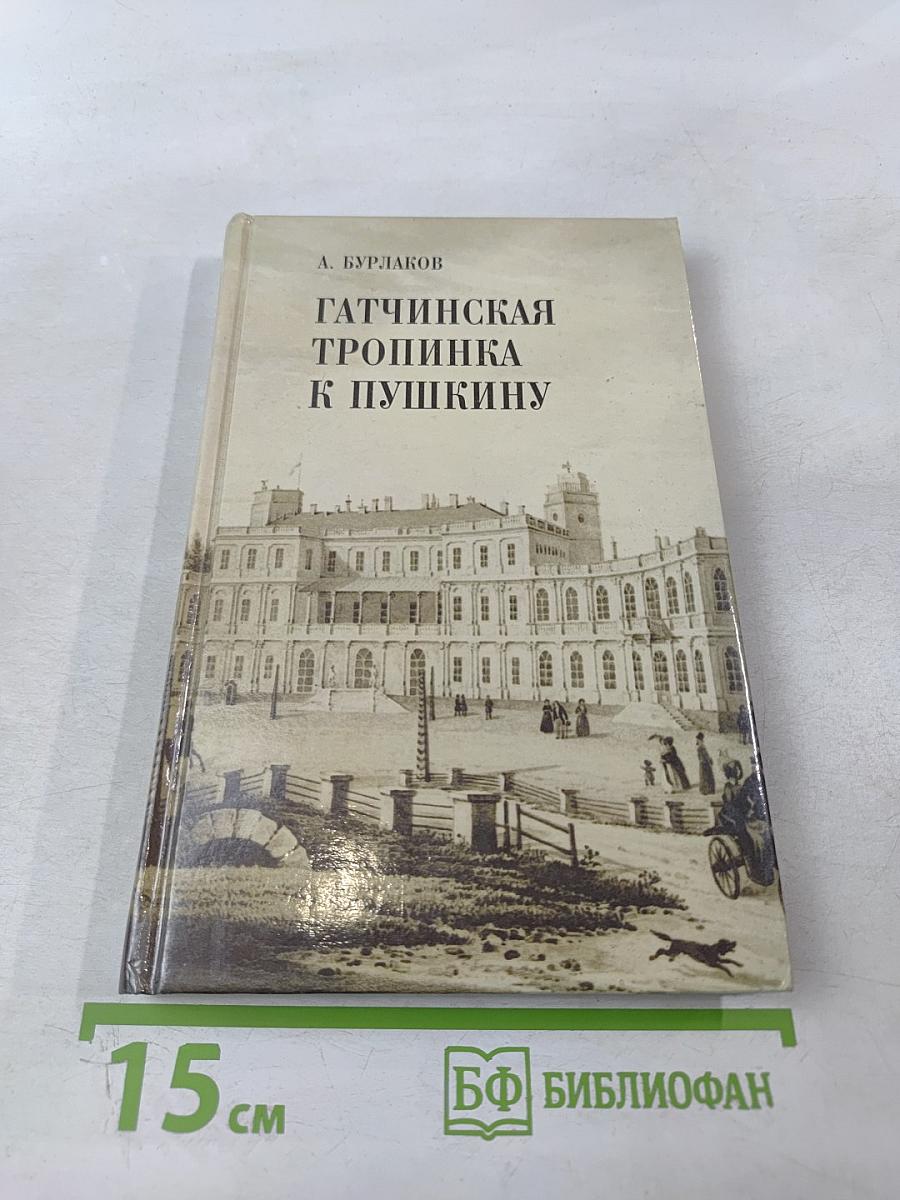 А. БУРЛАКОВ
ГАТЧИНСКАЯ
ТРОПИНКА
К ПУШКИНУ
15 см
БФ БИБЛИОФАН